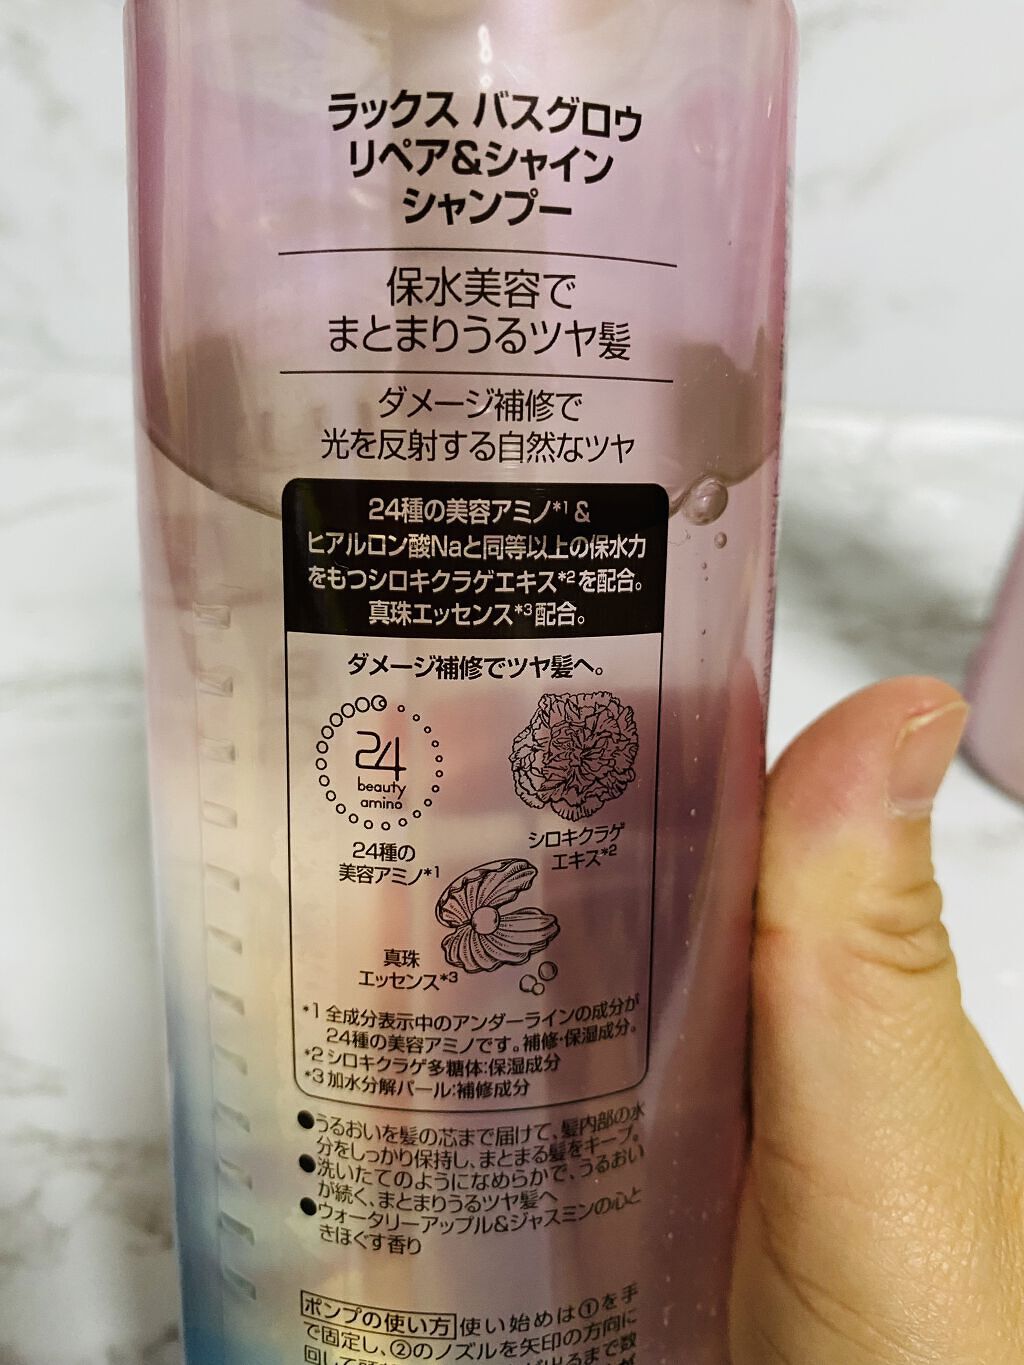 ラックス バスグロウ
リペア&シャイン
シャンプー
保水美容で
まとまりうるツヤ髪
ダメージ補修で
光を反射する自然なツヤ
24種の美容アミノ*1&
ヒアルロン酸Naと同等以上の保水力
をもつシロキクラゲエキス*2を配合。
真珠エッセンス*3配合。
ダメージ補修でツヤ髪へ。
24
beauty
amino
24種の
美容アミノ*1
シロキクラゲ
エキス*2
真珠
エッセンス*3
*1 全成分表示中のアンダーラインの成分が
24種の美容アミノです。補修・保湿成分。
*2 シロキクラゲ多糖体:保湿成分
*3 加水分解パール:補修成分
●うるおいを髪の芯まで届けて、髪内部の水
分をしっかり保持し、まとまる髪をキープ。
●洗いたてのようになめらかで、うるおい
が続く、まとまりうるツヤ髪へ
●ウォータリーアップル&ジャスミンの心と
きほぐす香り
ポンプの使い方 使い始めは①を手
で固定し、②のノズルを矢印の方向に
回して
出るまで数